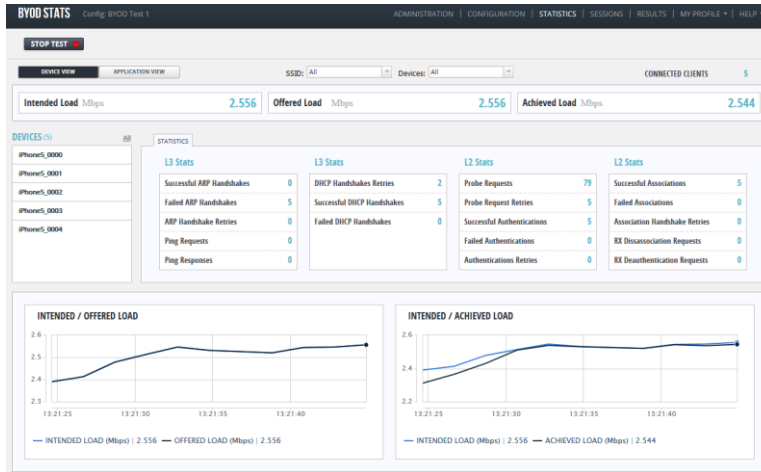 BYOD STATS Config: BYOD Test 1 ADMINISTRATION | CONFIGURATION | STATISTICS | SESSIONS | RESULTS | MY PROFILE | HELP
STOP TEST
DEVICE VIEW APPLICATION VIEW SSID: All Devices: All CONNECTED CLIENTS 5
Intended Load Mbps 2.556 Offered Load Mbps 2.556 Achieved Load Mbps 2.544
DEVICES (5) All
iPhone5_0000
iPhone5_0001
iPhone5_0002
iPhone5_0003
iPhone5_0004
STATISTICS
L3 Stats
Successful ARP Handshakes 0
Failed ARP Handshakes 5
ARP Handshake Retries 0
Ping Requests 0
Ping Responses 0
L3 Stats
DHCP Handshakes Retries 2
Successful DHCP Handshakes 5
Failed DHCP Handshakes 0
L2 Stats
Probe Requests 79
Probe Request Retries 5
Successful Authentications 5
Failed Authentications 0
Authentications Retries 0
L2 Stats
Successful Associations 5
Failed Associations 0
Association Handshake Retries 0
RX Dissassociation Requests 0
RX Deauthentication Requests 0
INTENDED / OFFERED LOAD
2.6
2.5
2.4
2.3
13:21:25 13:21:30 13:21:35 13:21:40
INTENDED LOAD (Mbps) | 2.556 OFFERED LOAD (Mbps) | 2.556
INTENDED / ACHIEVED LOAD
2.6
2.4
2.2
13:21:25 13:21:30 13:21:35 13:21:40
INTENDED LOAD (Mbps) | 2.556 ACHIEVED LOAD (Mbps) | 2.544